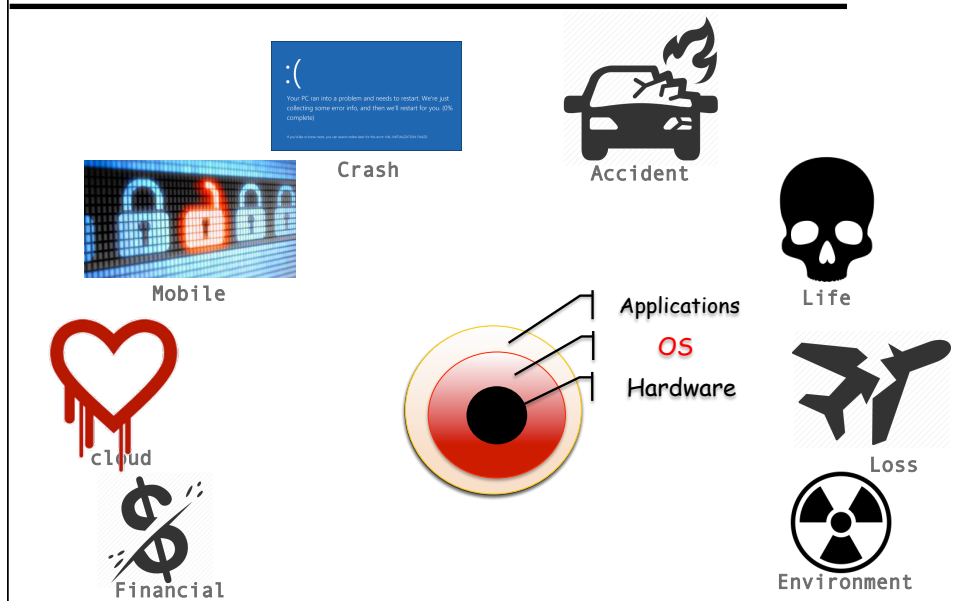 :(
Your PC ran into a problem and needs to restart. We're just
collecting some error info, and then we'll restart for you. (0%
complete)
Crash
Accident
Mobile
Life
Applications
OS
Hardware
cloud
Loss
Financial
Environment